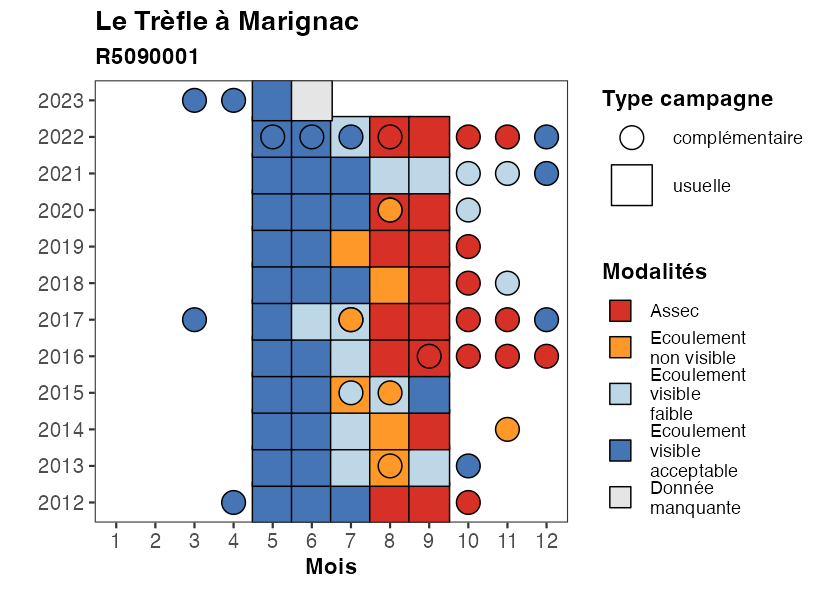 Le Trèfle à Marignac
R5090001
2023
2022
2021
2020
2019
2018
2017
2016
2015
2014
2013
2012
1 2 3 4 5 6 7 8 9 10 11 12
Mois
Type campagne
complémentaire
usuelle
Modalités
Assec
Ecoulement
non visible
Ecoulement
visible
faible
Ecoulement
visible
acceptable
Donnée
manquante